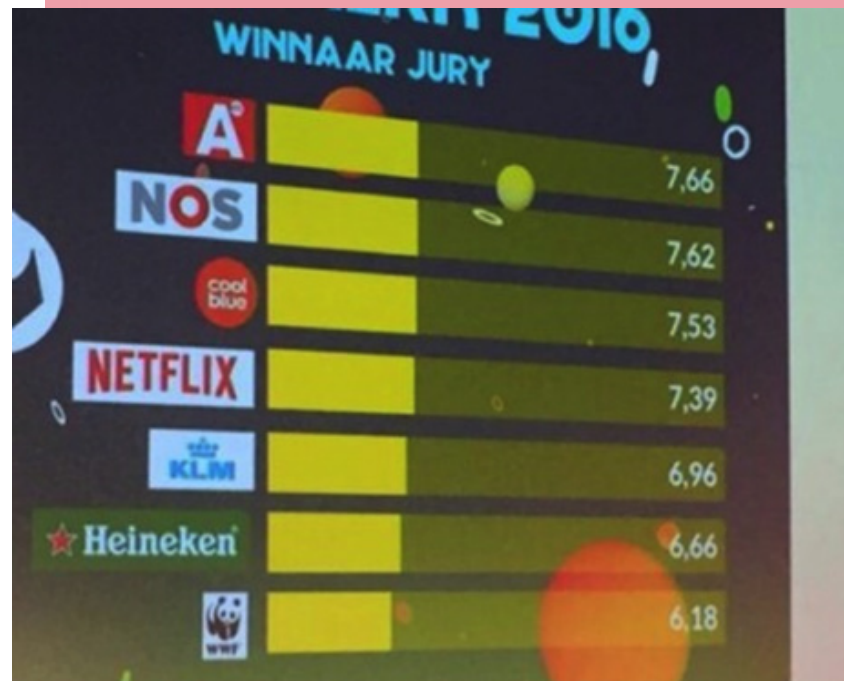 2016
WINNAAR JURY
A
7,66
NOS
7,62
cool
blue
7,53
NETFLIX
7,39
KLM
6,96
Heineken
6,66
WWF
6,18